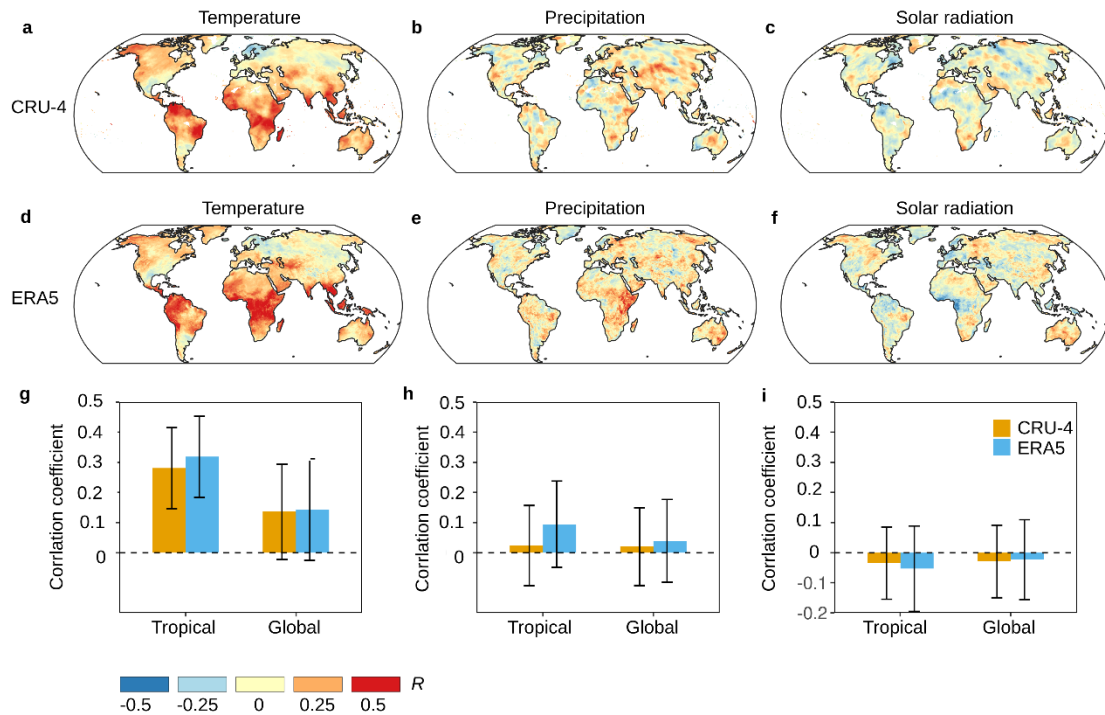 a Temperature b Precipitation c Solar radiation
CRU-4
d Temperature e Precipitation f Solar radiation
ERA5
g h i
Corrlation coefficient
0.5
0.4
0.3
0.2
0.1
0
Tropical Global
Corrlation coefficient
0.5
0.4
0.3
0.2
0.1
0
Tropical Global
Corrlation coefficient
0.5
0.4
0.3
0.2
0.1
0
-0.1
-0.2
CRU-4
ERA5
Tropical Global
R
-0.5 -0.25 0 0.25 0.5